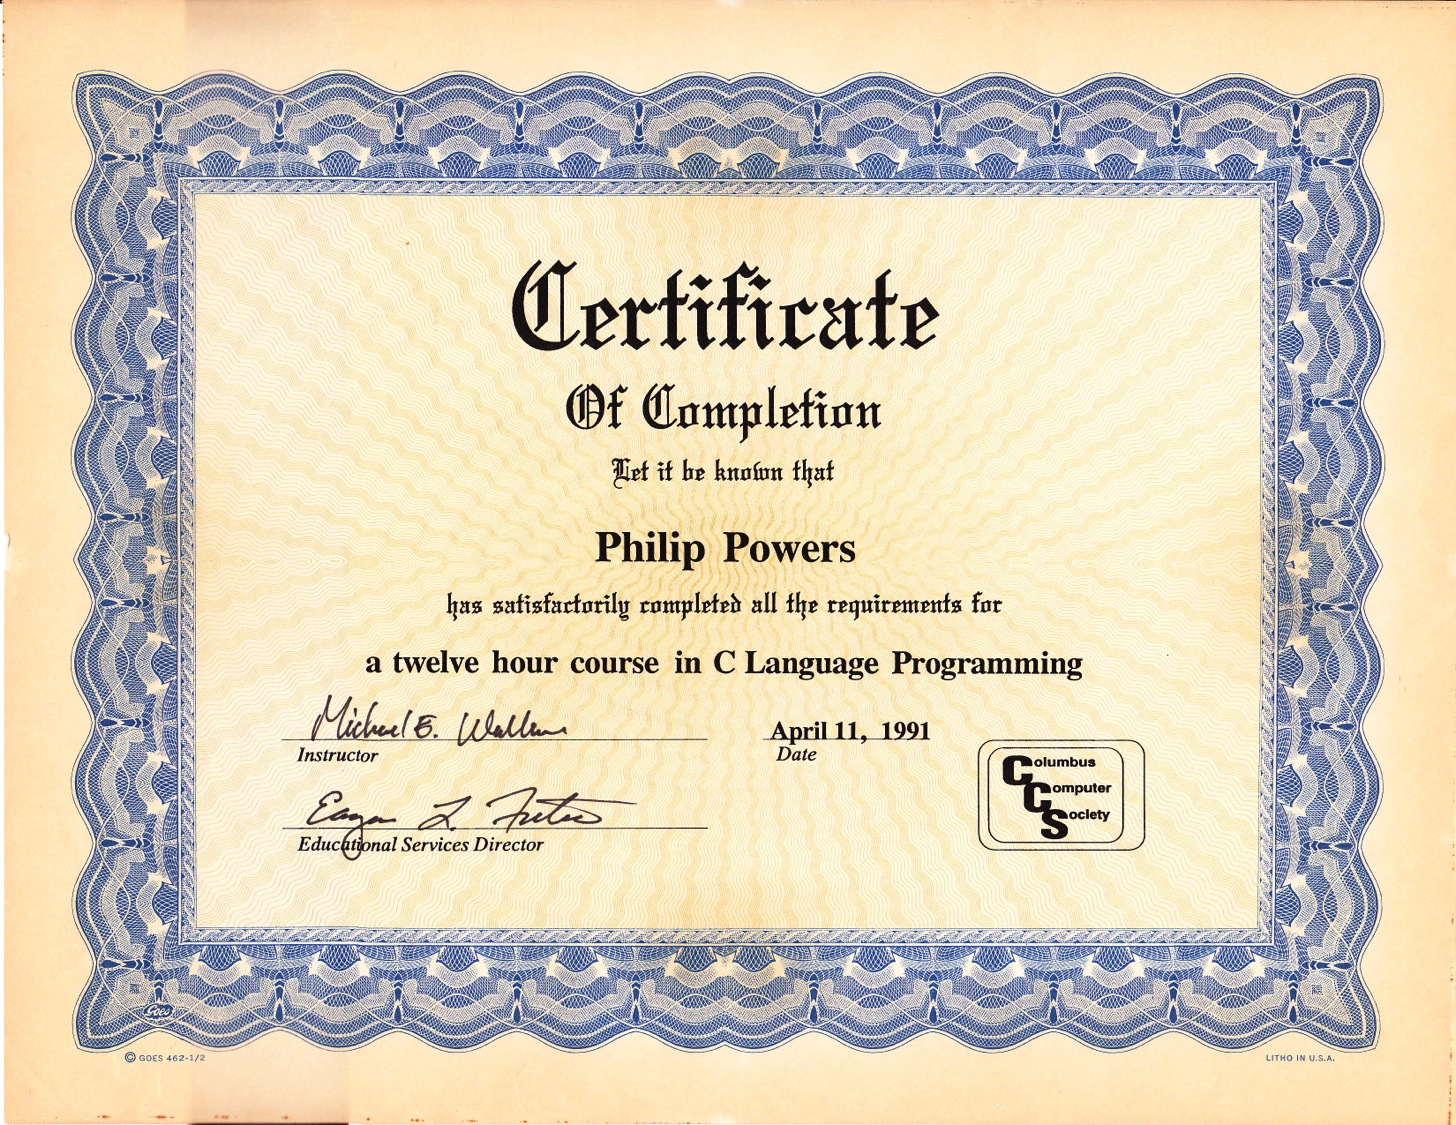 Certificate
Of Completion
Let it be known that
Philip Powers
has satisfactorily completed all the requirements for
a twelve hour course in C Language Programming
Michael E.
April 11, 1991
Instructor
Date
Columbus
Computer
Society
L.
Educational Services Director
Goes
© GOES 462-1/2
LITHO IN U.S.A.